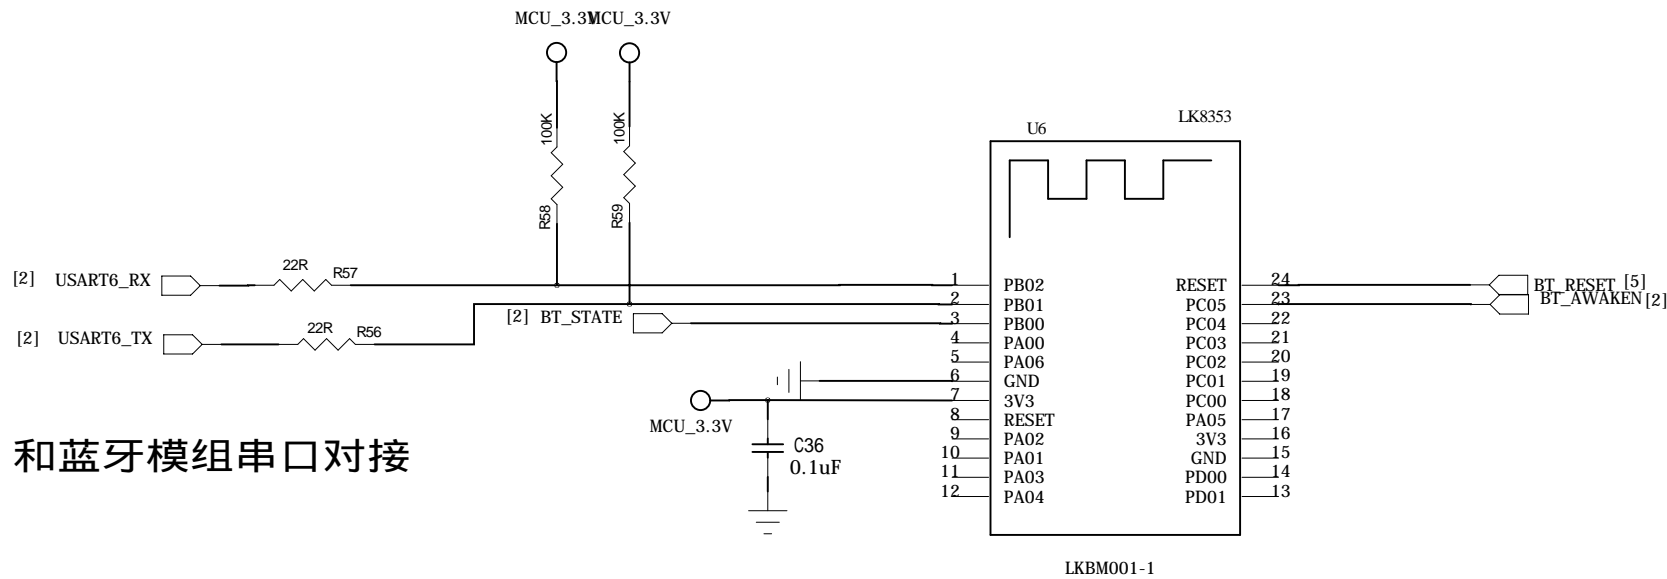 MCU_3.3V MCU_3.3V
LK8353
U6
100K 100K
R58 R59
[2] USART6_RX 22R R57 1 PB02 RESET 24 BT_RESET [5]
2 PB01 PC05 23 BT_AWAKEN [2]
[2] BT_STATE 3 PB00 PC04 22
[2] USART6_TX 22R R56 4 PA00 PC03 21
5 PA06 PC02 20
6 GND PC01 19
7 3V3 PC00 18
MCU_3.3V 8 RESET PA05 17
9 PA02 3V3 16
10 PA01 GND 15
11 PA03 PD00 14
12 PA04 PD01 13
C36
0.1uF
和蓝牙模组串口对接
LKBM001-1